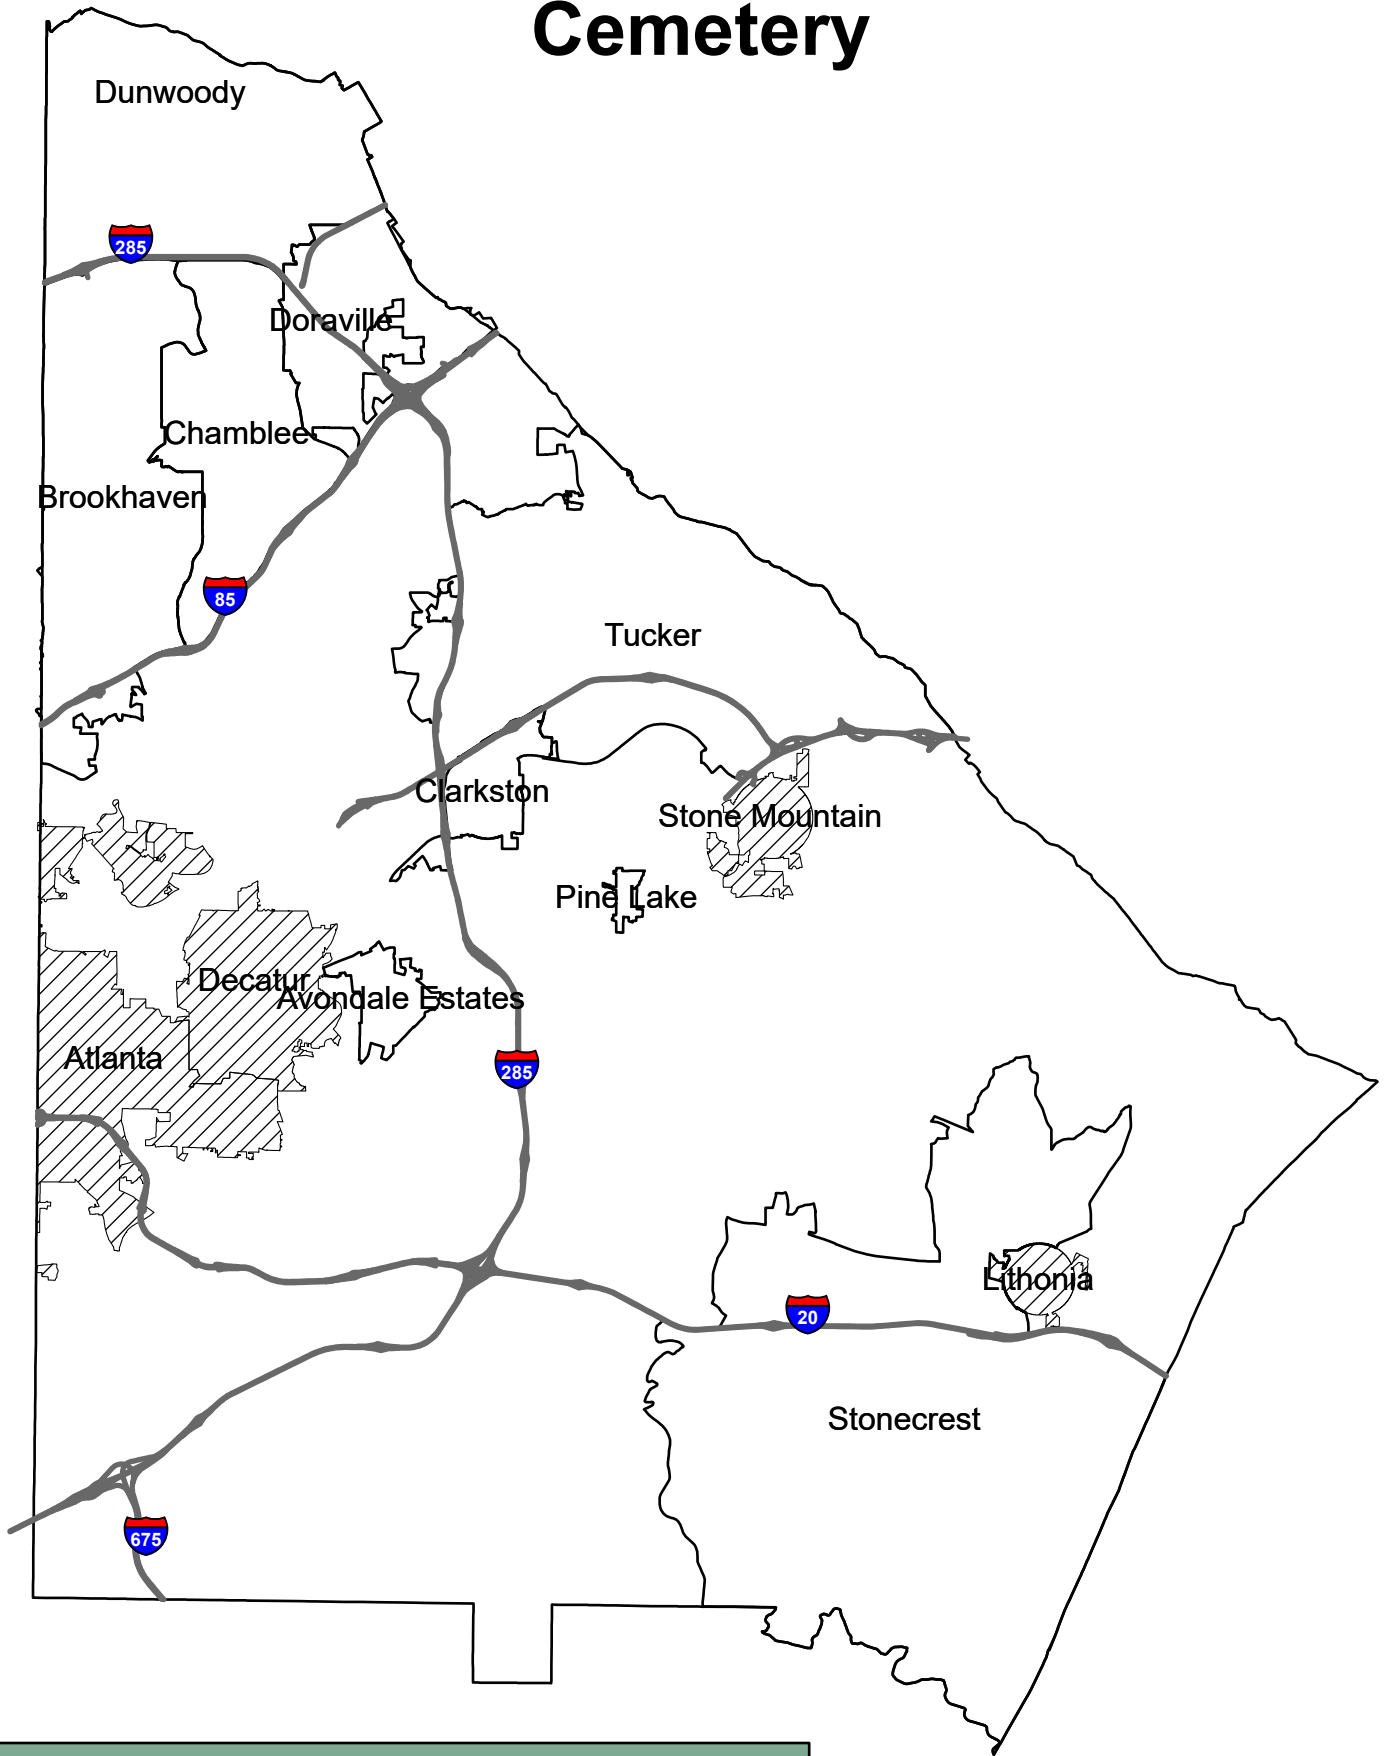 Cemetery
Dunwoody
285
Doraville
Chamblee
Brookhaven
85
Tucker
Clarkston
Stone Mountain
Pine Lake
Decatur
Avondale Estates
Atlanta
285
Lithonia
20
Stonecrest
675